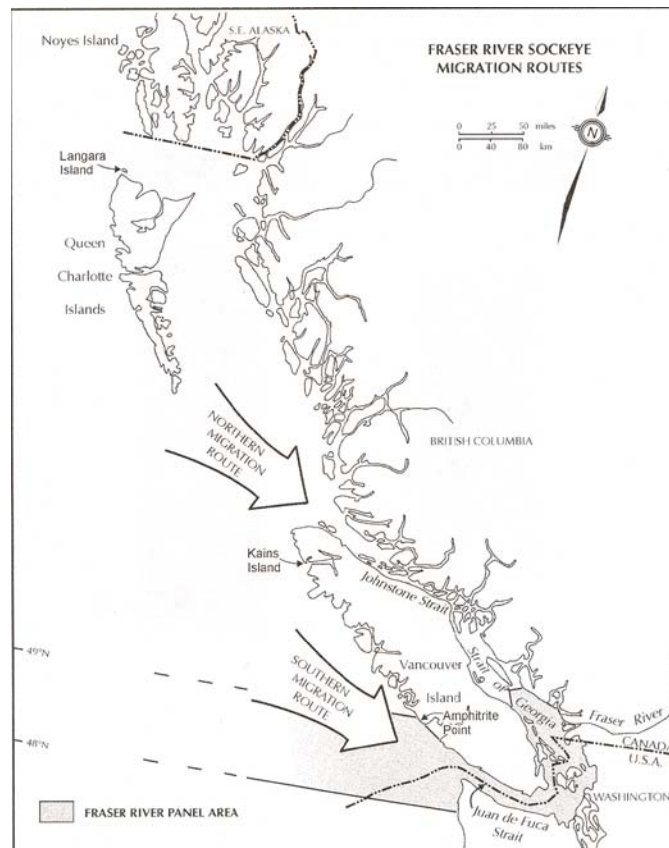 Noyes Island
S.E. ALASKA
FRASER RIVER SOCKEYE
MIGRATION ROUTES
0 25 50 miles
0 40 80 km
N
Langara
Island
Queen
Charlotte
Islands
NORTHERN
MIGRATION
ROUTE
BRITISH COLUMBIA
Kains
Island
Johnstone Strait
49°N
SOUTHERN
MIGRATION
ROUTE
Vancouver
Island
Strait of
Georgia
Amphitrite
Point
Fraser River
48°N
CANADA
U.S.A.
WASHINGTON
Juan de Fuca
Strait
FRASER RIVER PANEL AREA